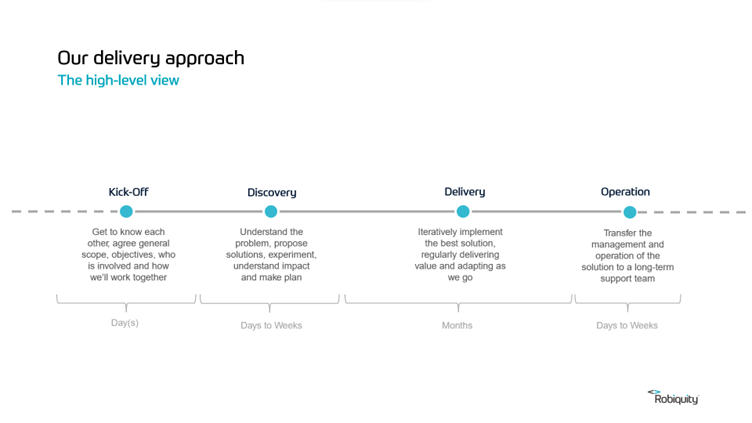 Our delivery approach
The high-level view
Kick-Off
Discovery
Delivery
Operation
Get to know each
other, agree general
scope, objectives, who
is involved and how
we'll work together
Understand the
problem, propose
solutions, experiment,
understand impact
and make plan
Iteratively implement
the best solution,
regularly delivering
value and adapting as
we go
Transfer the
management and
operation of the
solution to a long-term
support team
Day(s)
Days to Weeks
Months
Days to Weeks
Robiquity